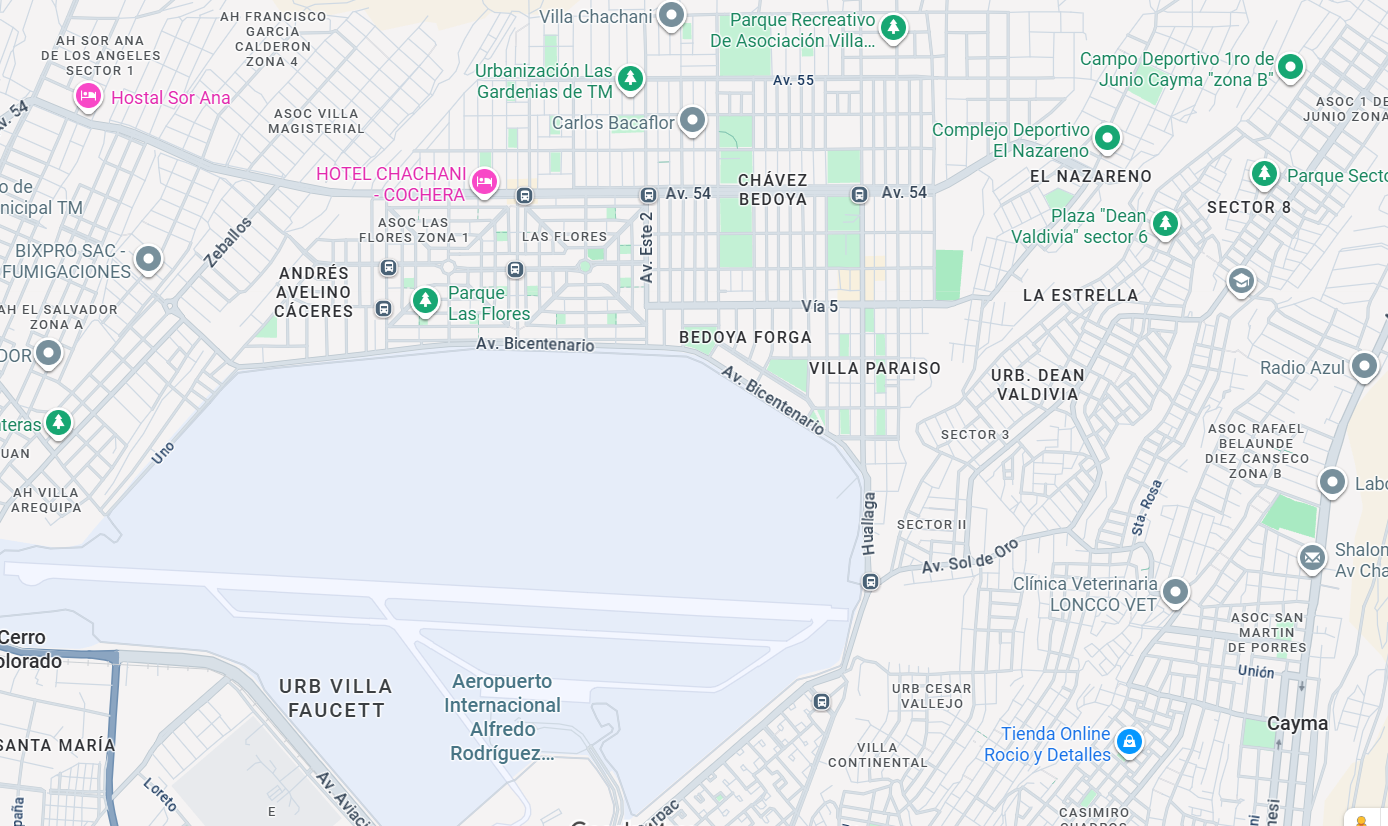 AH FRANCISCO
GARCIA
CALDERON
ZONA 4
Villa Chachani
Parque Recreativo
De Asociación Villa...
AH SOR ANA
DE LOS ANGELES
SECTOR 1
Hostal Sor Ana
Urbanización Las
Gardenias de TM
Av. 55
Campo Deportivo 1ro de
Junio Cayma "zona B"
ASOC 1 DE
JUNIO ZONA
Av. 54
ASOC VILLA
MAGISTERIAL
Carlos Bacaflor
Complejo Deportivo
El Nazareno
HOTEL CHACHANI
- COCHERA
CHÁVEZ
BEDOYA
EL NAZARENO
Parque Secto
o de
nicipal TM
Av. 54
Av. 54
SECTOR 8
ASOC LAS
FLORES ZONA 1
LAS FLORES
Av. Este 2
Plaza "Dean
Valdivia" sector 6
Zeballos
BIXPRO SAC -
FUMIGACIONES
ANDRÉS
AVELINO
CÁCERES
Parque
Las Flores
Vía 5
LA ESTRELLA
AH EL SALVADOR
ZONA A
DOR
Av. Bicentenario
BEDOYA FORGA
VILLA PARAISO
Av. Bicentenario
URB. DEAN
VALDIVIA
Radio Azul
nteras
UAN
Uno
SECTOR 3
ASOC RAFAEL
BELAUNDE
DIEZ CANSECO
ZONA B
AH VILLA
AREQUIPA
Labo
Sta. Rosa
Huallaga
SECTOR II
Av. Sol de Oro
Shalom
Av Cha
Clínica Veterinaria
LONCCO VET
ASOC SAN
MARTIN
DE PORRES
Cerro
olorado
Unión
URB VILLA
FAUCETT
Aeropuerto
Internacional
Alfredo
Rodríguez...
URB CESAR
VALLEJO
Cayma
SANTA MARÍA
Tienda Online
Rocio y Detalles
VILLA
CONTINENTAL
Loreto
Av. Aviaci
E
paña
urpac
CASIMIRO
CUADROS
ni
nesi